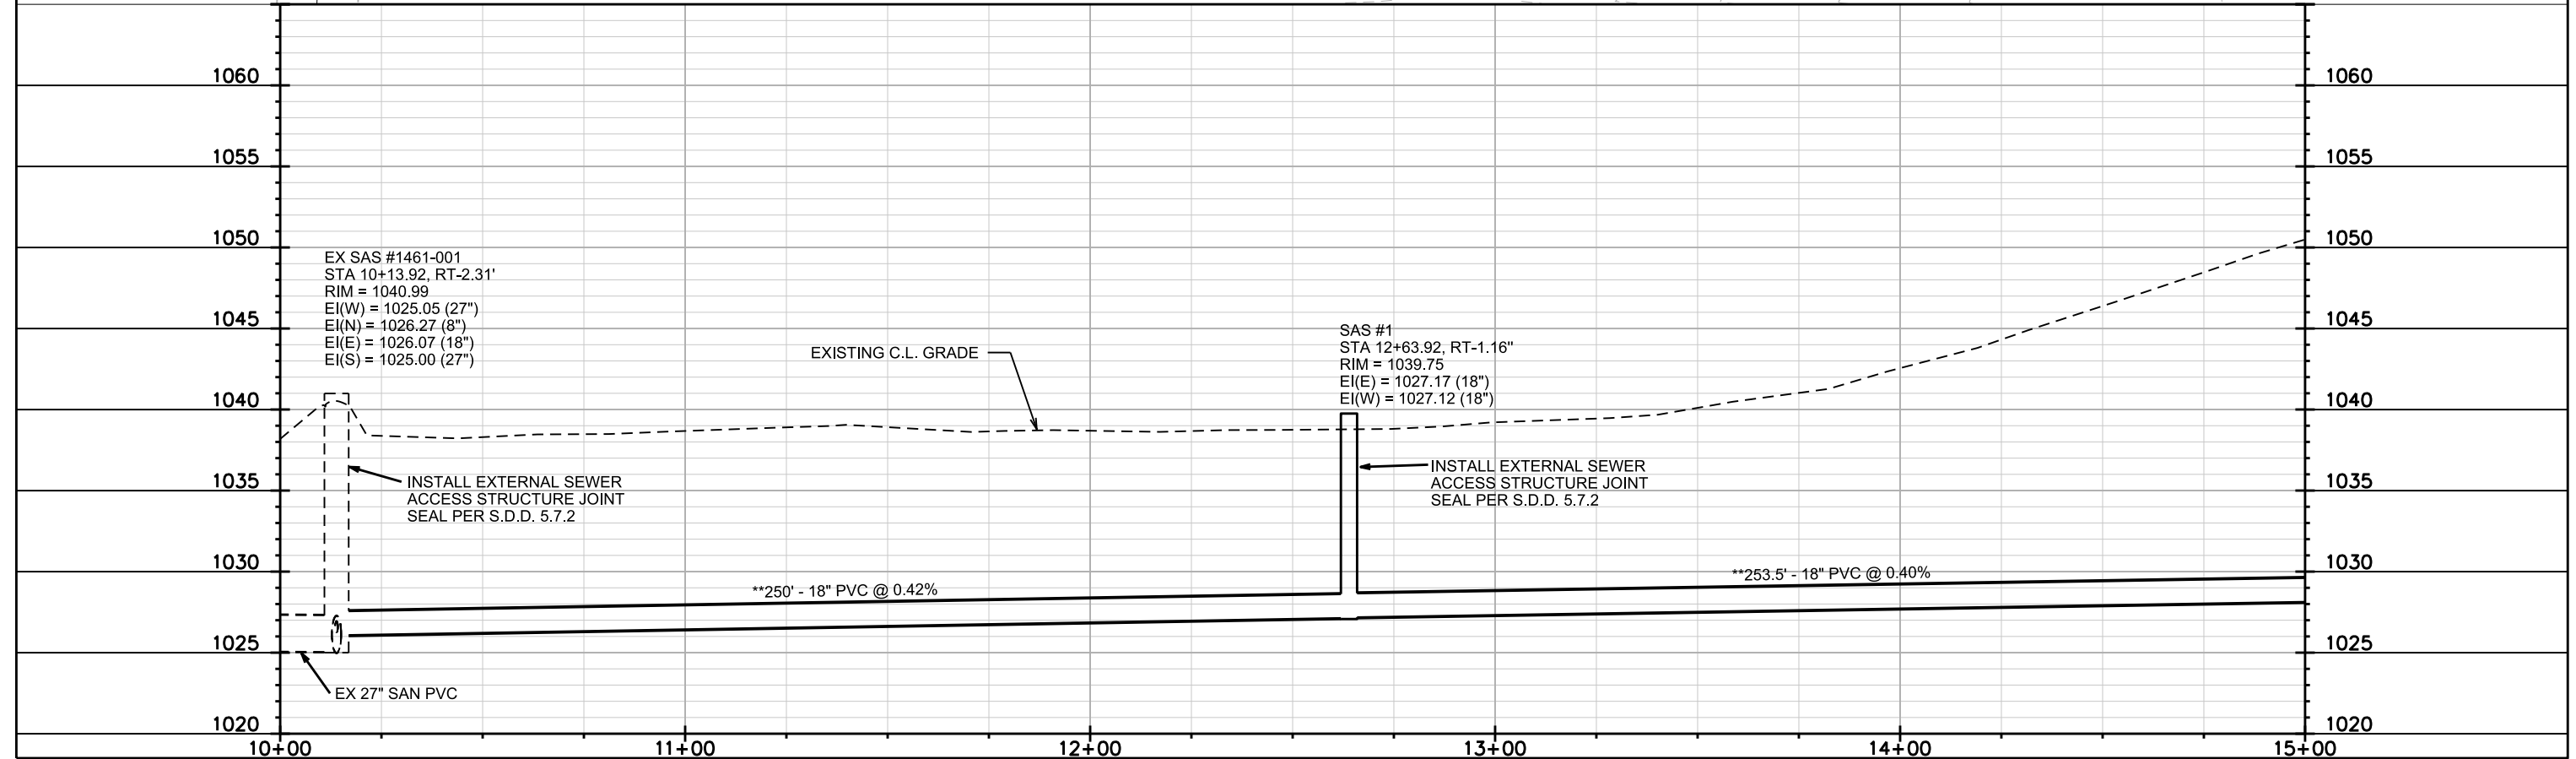 1060 1060
1055 1055
1050 1050
EX SAS #1461-001
STA 10+13.92, RT-2.31'
RIM = 1040.99
EI(W) = 1025.05 (27")
EI(N) = 1026.27 (8")
EI(E) = 1026.07 (18")
EI(S) = 1025.00 (27")
1045 1045
EXISTING C.L. GRADE
SAS #1
STA 12+63.92, RT-1.16"
RIM = 1039.75
EI(E) = 1027.17 (18")
EI(W) = 1027.12 (18")
1040 1040
INSTALL EXTERNAL SEWER
ACCESS STRUCTURE JOINT
SEAL PER S.D.D. 5.7.2
INSTALL EXTERNAL SEWER
ACCESS STRUCTURE JOINT
SEAL PER S.D.D. 5.7.2
1035 1035
1030 1030
**250' - 18" PVC @ 0.42%
**253.5' - 18" PVC @ 0.40%
1025 1025
EX 27" SAN PVC
1020 1020
10+00 11+00 12+00 13+00 14+00 15+00